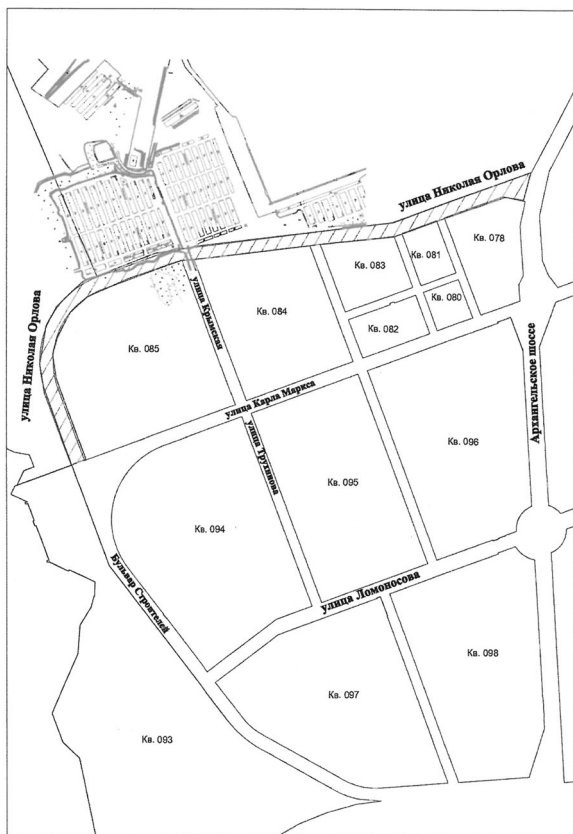 улица Николая Орлова
Кв. 078
Кв. 081
Кв. 083
Кв. 080
улица Крымская
Кв. 084
Кв. 082
улица Николая Орлова
Кв. 085
Архангельское шоссе
улица Карла Маркса
Кв. 096
улица Трухинова
Кв. 095
Кв. 094
Бульвар Строителей
улица Ломоносова
Кв. 098
Кв. 097
Кв. 093